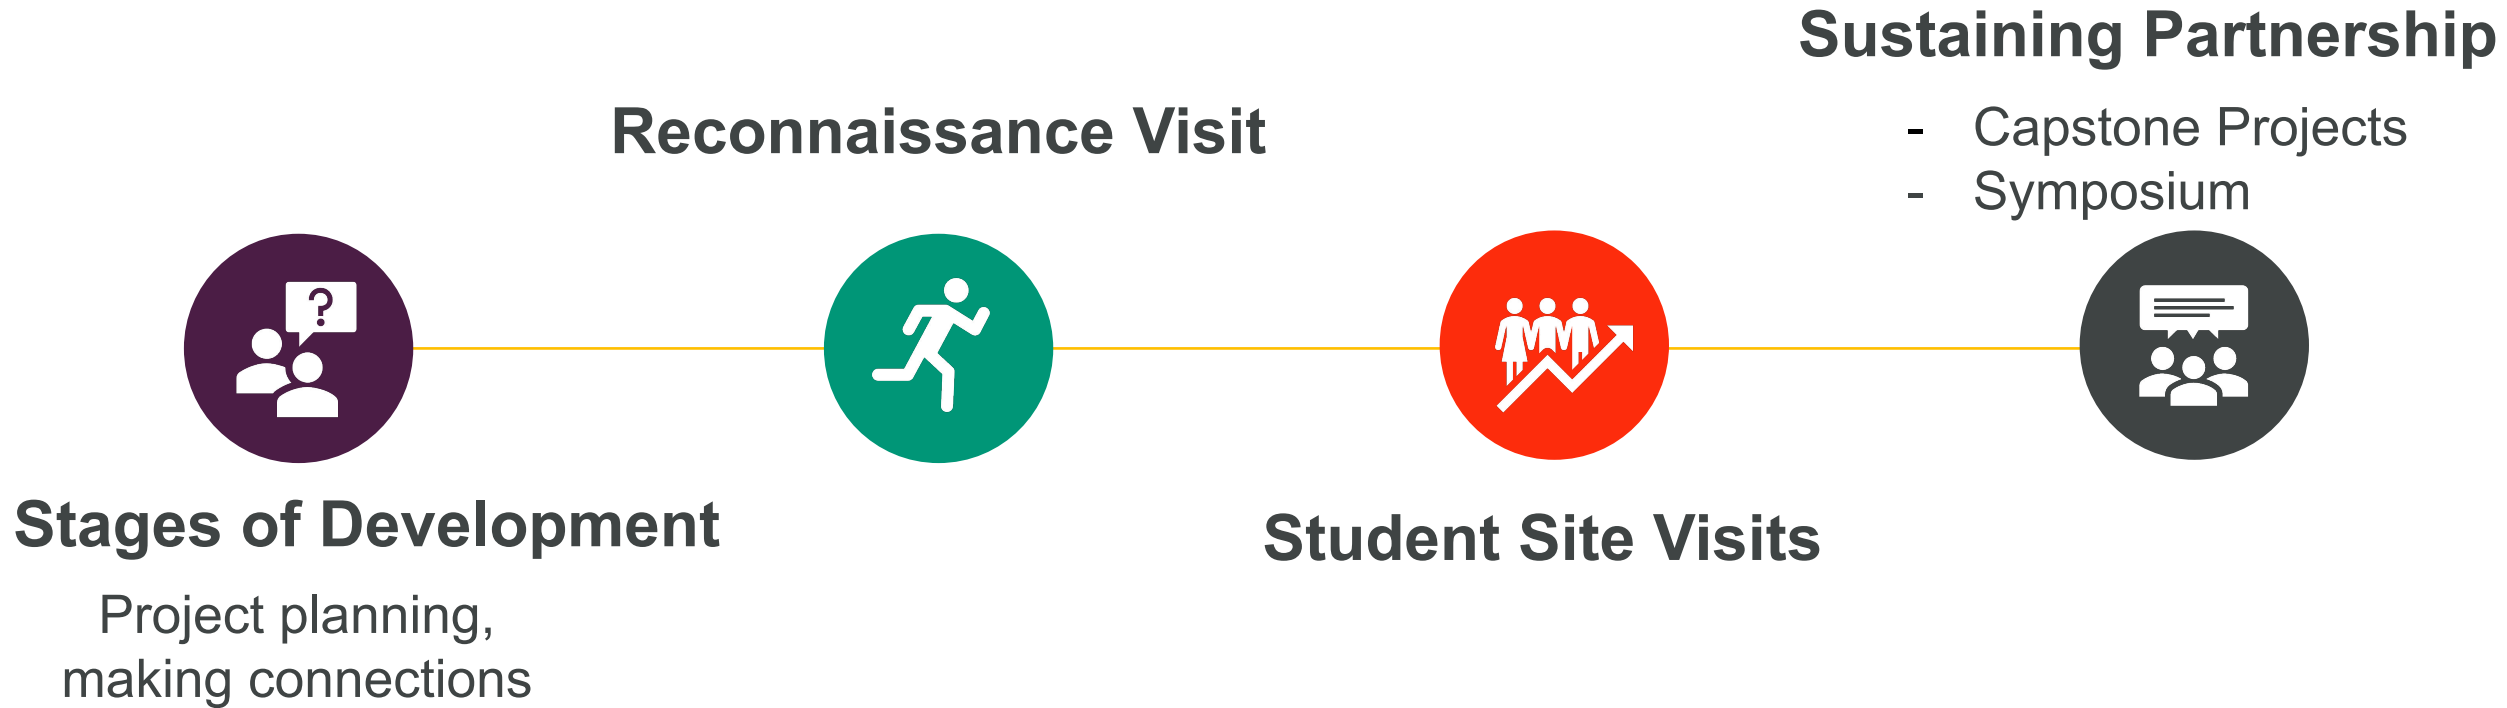 Sustaining Partnership
- Capstone Projects
- Symposium
Reconnaissance Visit
?
Stages of Development
Project planning,
making connections
Student Site Visits